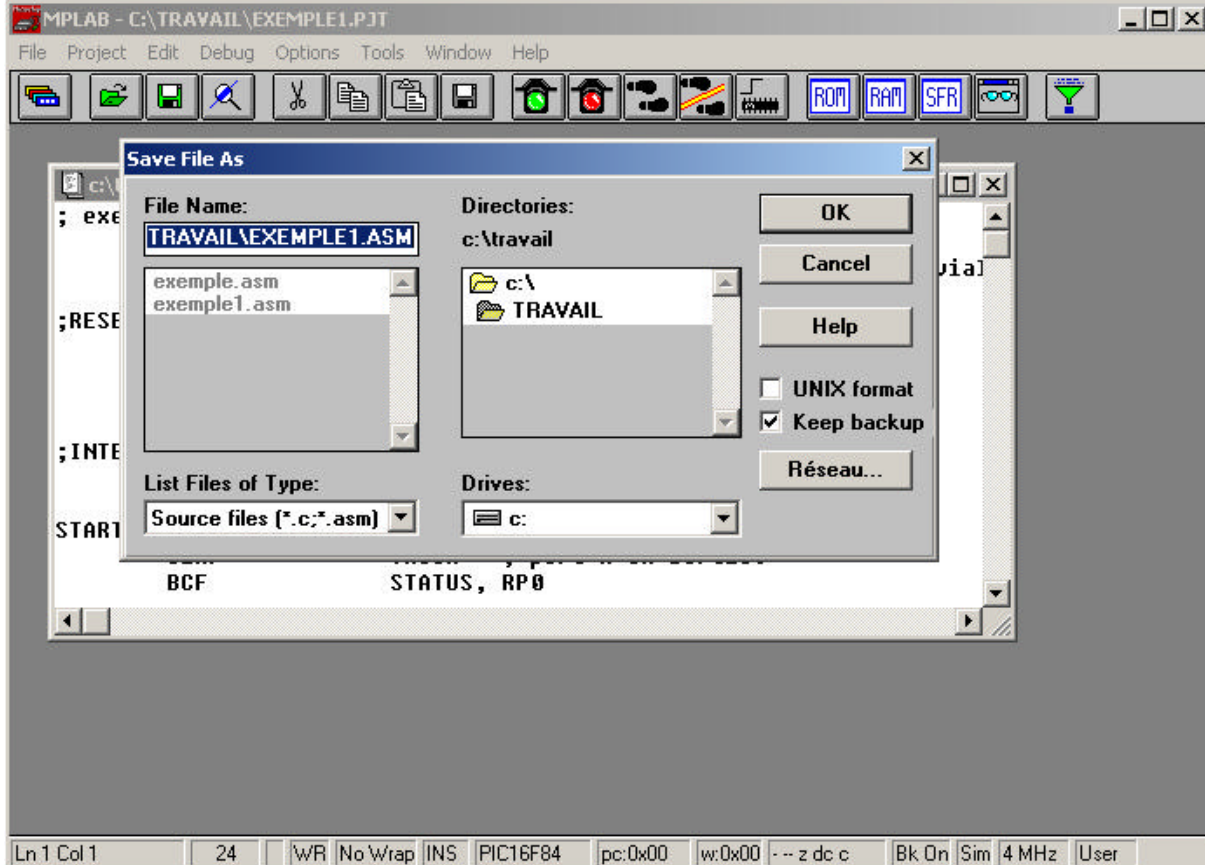 MPLAB - C:\TRAVAIL\EXEMPLE1.PJT
File Project Edit Debug Options Tools Window Help
ROM RAM SFR
Save File As
c:\
; exe
;RESE
;INTE
START
vial
File Name:
TRAVAIL\EXEMPLE1.ASM
exemple.asm
exemple1.asm
List Files of Type:
Source files (*.c;*.asm)
Directories:
c:\travail
c:\
TRAVAIL
Drives:
c:
OK
Cancel
Help
UNIX format
Keep backup
Réseau...
BCF STATUS, RP0
Ln 1 Col 1 24 WR No Wrap INS PIC16F84 pc:0x00 w:0x00 - -- z dc c Bk On Sim 4 MHz User